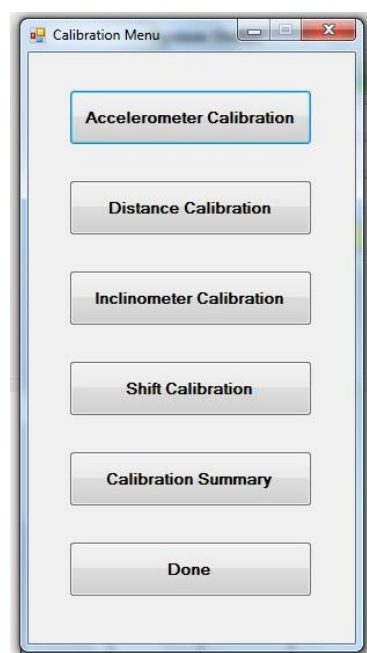 Calibration Menu
Accelerometer Calibration
Distance Calibration
Inclinometer Calibration
Shift Calibration
Calibration Summary
Done